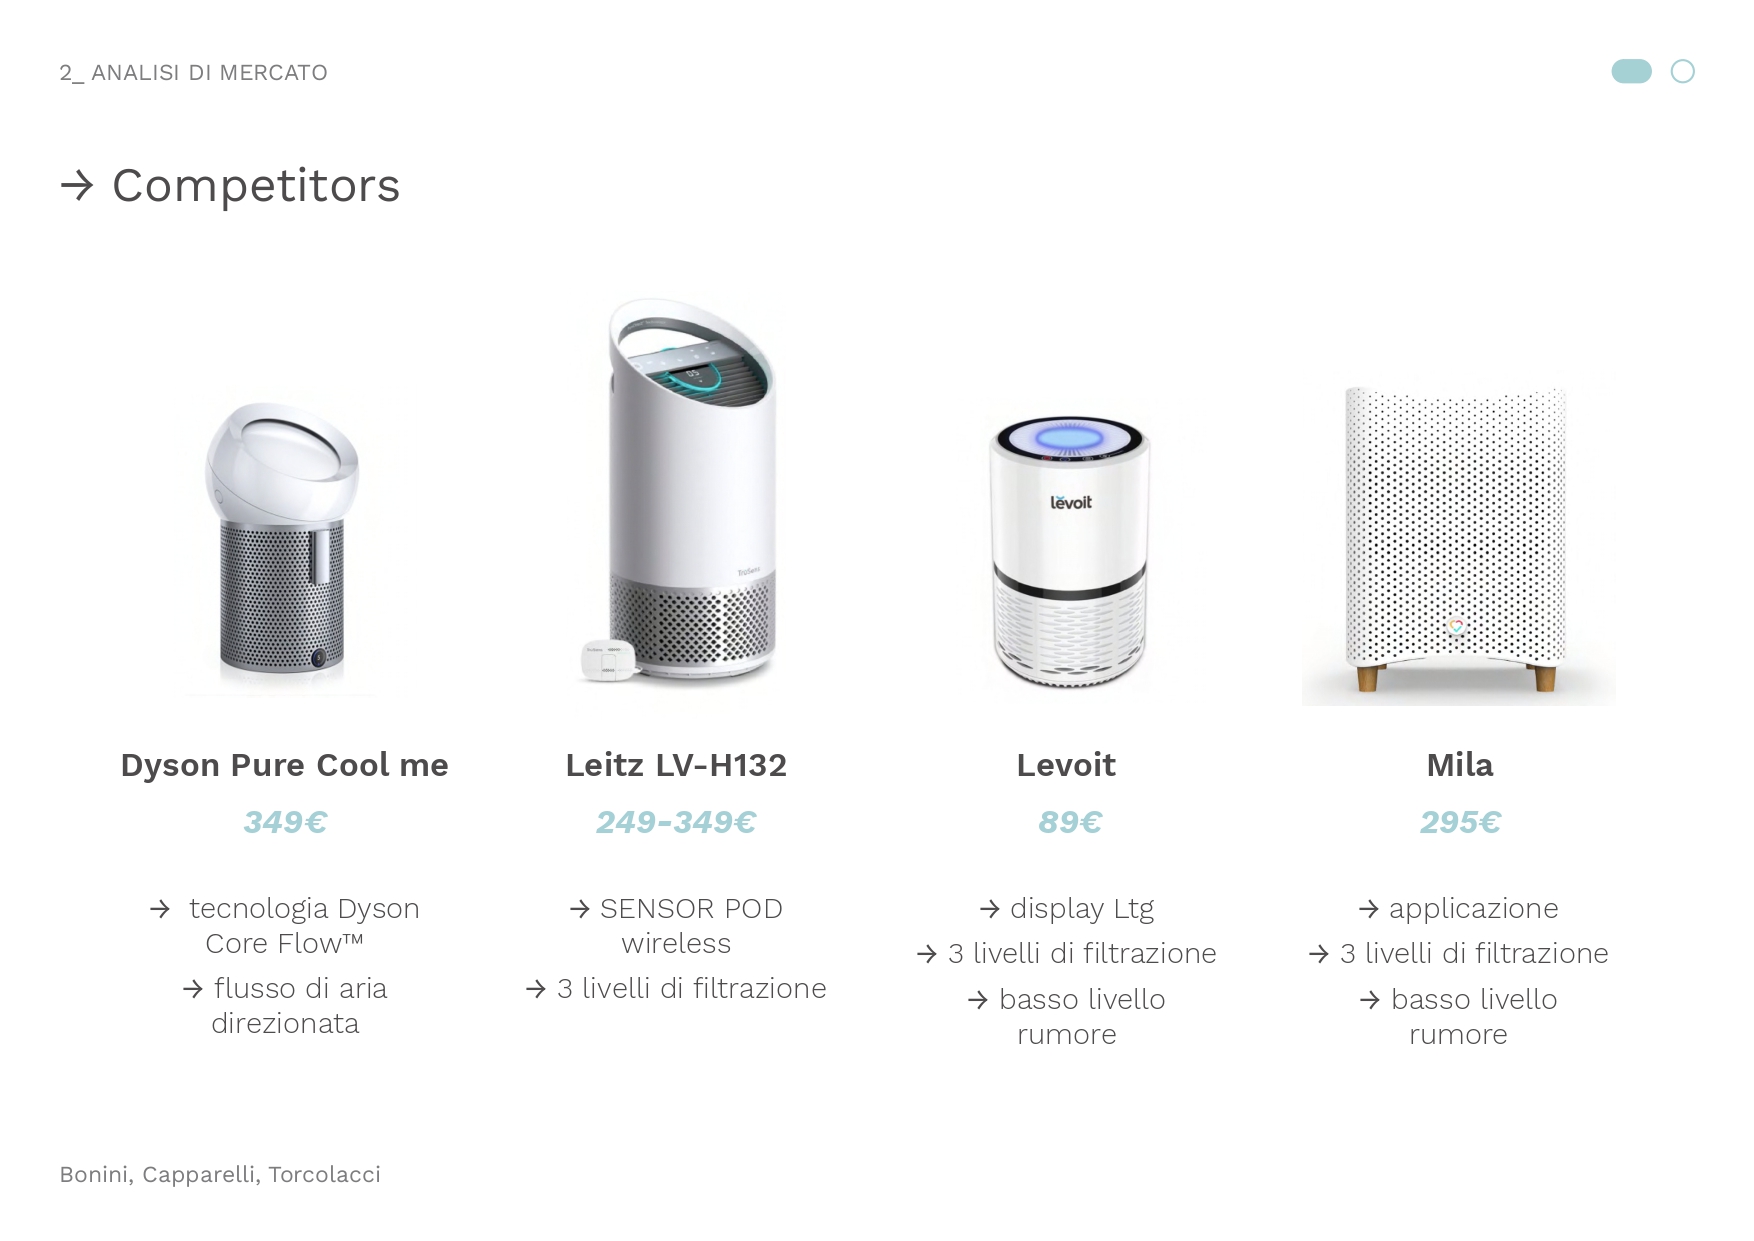 2_ ANALISI DI MERCATO
→ Competitors
TruSens
levoit
Dyson Pure Cool me
349€
→ tecnologia Dyson
Core Flow™
→ flusso di aria
direzionata
Leitz LV-H132
249-349€
→ SENSOR POD
wireless
→ 3 livelli di filtrazione
Levoit
89€
→ display Ltg
→ 3 livelli di filtrazione
→ basso livello
rumore
Mila
295€
→ applicazione
→ 3 livelli di filtrazione
→ basso livello
rumore
Bonini, Capparelli, Torcolacci